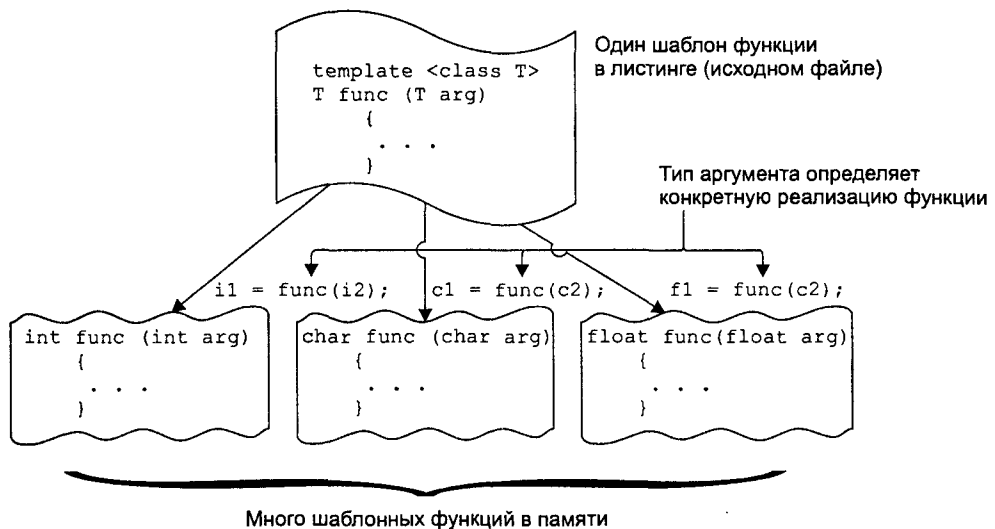 template <class T>
T func (T arg)
{
. . .
}
Один шаблон функции
в листинге (исходном файле)
Тип аргумента определяет
конкретную реализацию функции
i1 = func(i2);
c1 = func(c2);
f1 = func(c2);
int func (int arg)
{
. . .
}
char func (char arg)
{
. . .
}
float func(float arg)
{
. . .
}
Много шаблонных функций в памяти